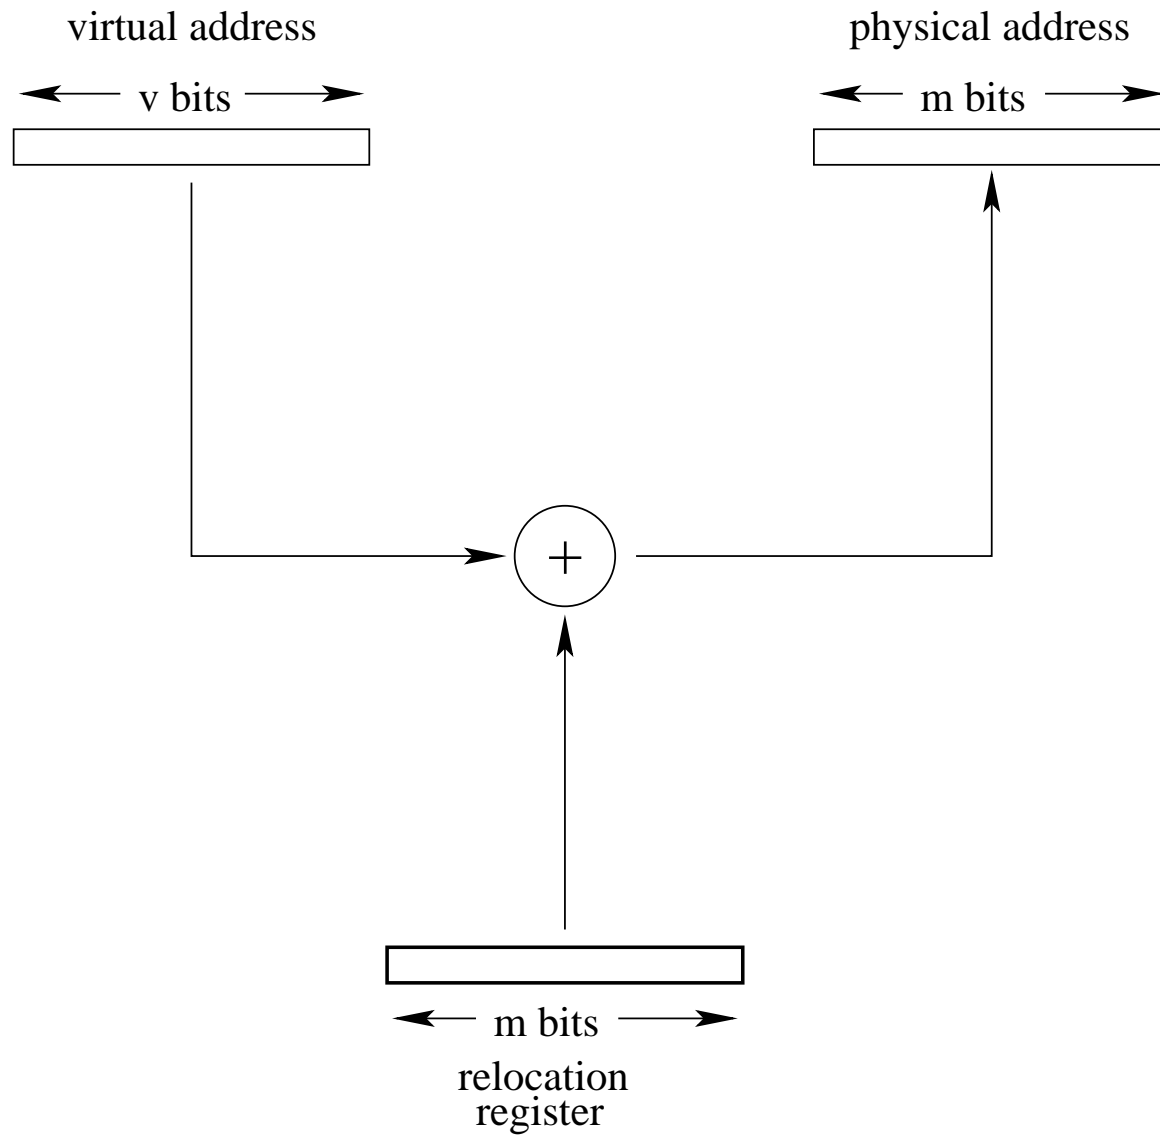 virtual address
physical address
v bits
m bits
+
m bits
relocation
register